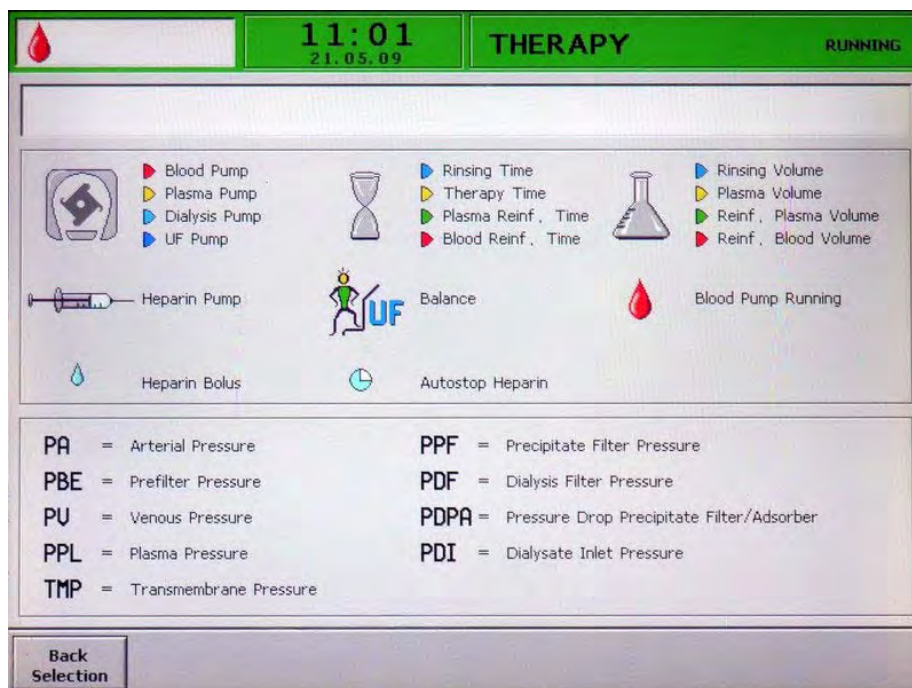 11:01
21.05.09
THERAPY
RUNNING
Blood Pump
Plasma Pump
Dialysis Pump
UF Pump
Rinsing Time
Therapy Time
Plasma Reinf. Time
Blood Reinf. Time
Rinsing Volume
Plasma Volume
Reinf. Plasma Volume
Reinf. Blood Volume
Heparin Pump
UF
Balance
Blood Pump Running
Heparin Bolus
Autostop Heparin
PA = Arterial Pressure
PBE = Prefilter Pressure
PV = Venous Pressure
PPL = Plasma Pressure
TMP = Transmembrane Pressure
PPF = Precipitate Filter Pressure
PDF = Dialysis Filter Pressure
PDPA = Pressure Drop Precipitate Filter/Adsorber
PDI = Dialysate Inlet Pressure
Back
Selection